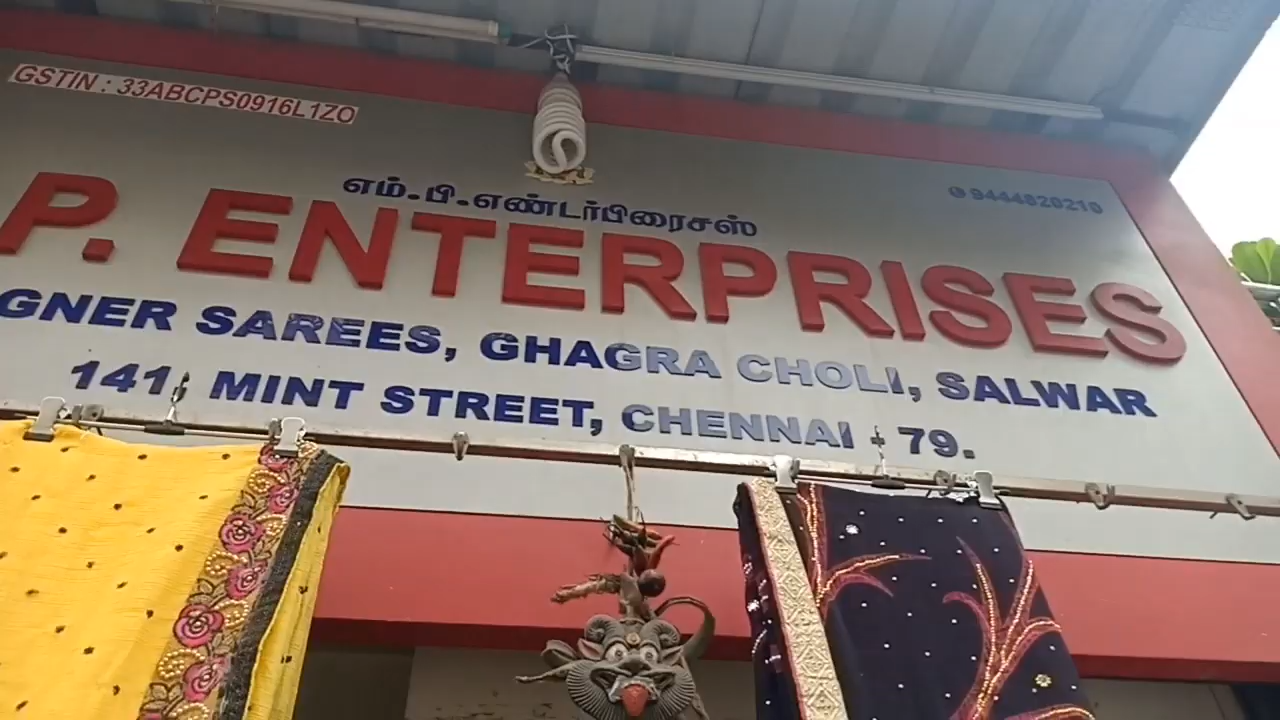 GSTIN : 33ABCPS0916L1ZO
எம்.பி.எண்டர்பிரைசஸ்
9444820210
P. ENTERPRISES
GNER SAREES, GHAGRA CHOLI, SALWAR
141, MINT STREET, CHENNAI - 79.